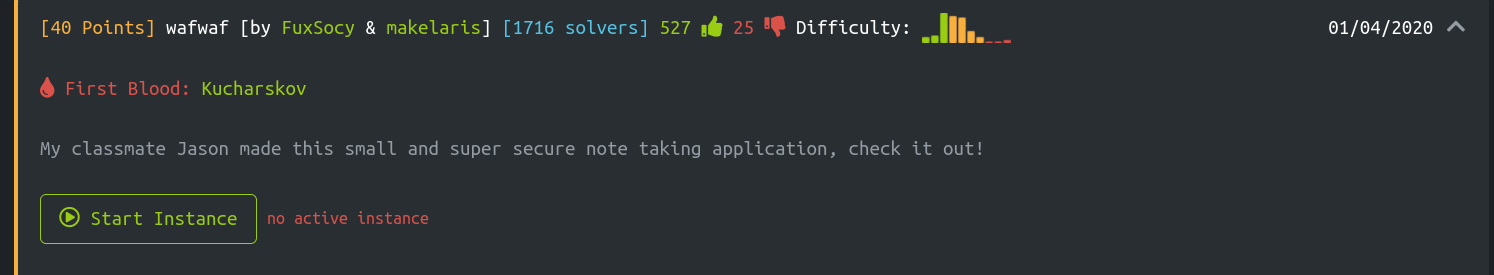 [40 Points] wafwaf [by FuxSocy & makelaris] [1716 solvers] 527 25 Difficulty: 01/04/2020
First Blood: Kucharskov
My classmate Jason made this small and super secure note taking application, check it out!
Start Instance no active instance